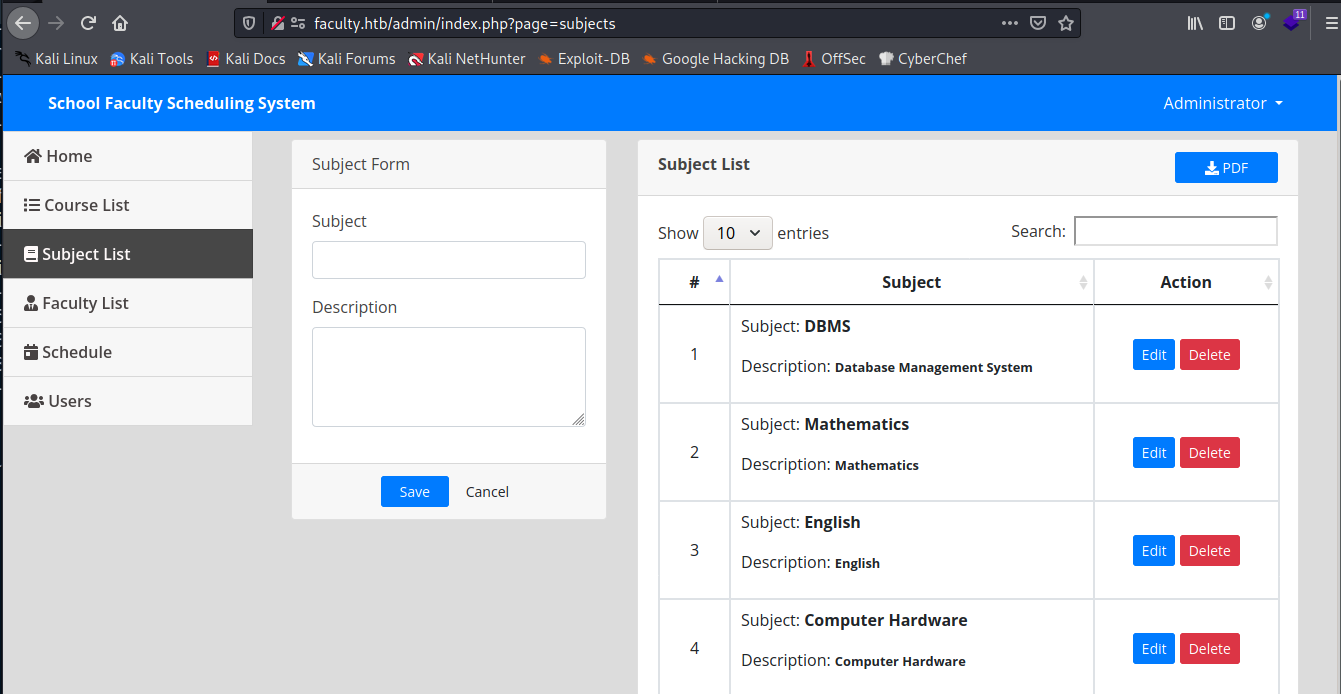 faculty.htb/admin/index.php?page=subjects
11
Kali Linux Kali Tools Kali Docs Kali Forums Kali NetHunter Exploit-DB Google Hacking DB OffSec CyberChef
School Faculty Scheduling System Administrator
Home
Course List
Subject List
Faculty List
Schedule
Users
Subject Form
Subject
Description
Save Cancel
Subject List PDF
Show 10 entries Search:
# Subject Action
Subject: DBMS
1 Edit Delete
Description: Database Management System
Subject: Mathematics
2 Edit Delete
Description: Mathematics
Subject: English
3 Edit Delete
Description: English
Subject: Computer Hardware
4 Edit Delete
Description: Computer Hardware